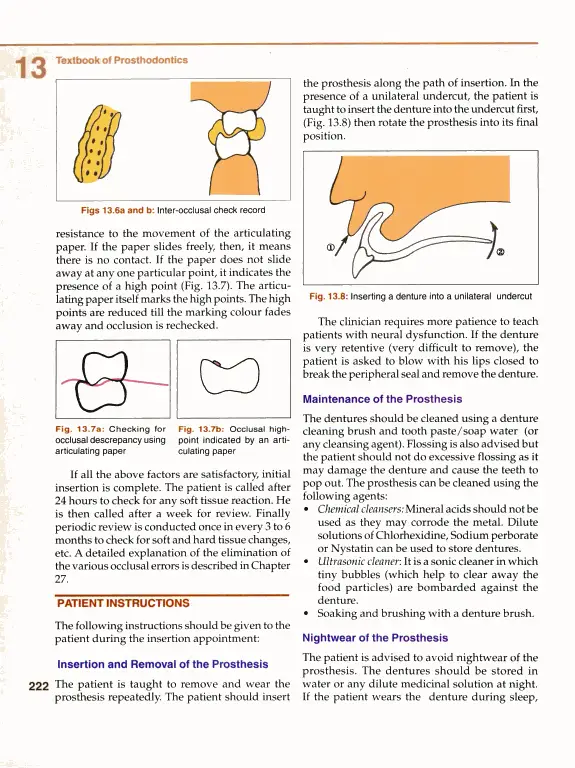 13
Textbook of Prosthodontics
Figs 13.6a and b: Inter-occlusal check record
resistance to the movement of the articulating
paper. If the paper slides freely, then, it means
there is no contact. If the paper does not slide
away at any one particular point, it indicates the
presence of a high point (Fig. 13.7). The articu-
lating paper itself marks the high points. The high
points are reduced till the marking colour fades
away and occlusion is rechecked.
Fig. 13.7a: Checking for
occlusal descrepancy using
articulating paper
Fig. 13.7b: Occlusal high-
point indicated by an arti-
culating paper
If all the above factors are satisfactory, initial
insertion is complete. The patient is called after
24 hours to check for any soft tissue reaction. He
is then called after a week for review. Finally
periodic review is conducted once in every 3 to 6
months to check for soft and hard tissue changes,
etc. A detailed explanation of the elimination of
the various occlusal errors is described in Chapter
27.
PATIENT INSTRUCTIONS
The following instructions should be given to the
patient during the insertion appointment:
Insertion and Removal of the Prosthesis
The patient is taught to remove and wear the
prosthesis repeatedly. The patient should insert
222
the prosthesis along the path of insertion. In the
presence of a unilateral undercut, the patient is
taught to insert the denture into the undercut first,
(Fig. 13.8) then rotate the prosthesis into its final
position.
①
②
Fig. 13.8: Inserting a denture into a unilateral undercut
The clinician requires more patience to teach
patients with neural dysfunction. If the denture
is very retentive (very difficult to remove), the
patient is asked to blow with his lips closed to
break the peripheral seal and remove the denture.
Maintenance of the Prosthesis
The dentures should be cleaned using a denture
cleaning brush and tooth paste/soap water (or
any cleansing agent). Flossing is also advised but
the patient should not do excessive flossing as it
may damage the denture and cause the teeth to
pop out. The prosthesis can be cleaned using the
following agents:
• Chemical cleansers: Mineral acids should not be
used as they may corrode the metal. Dilute
solutions of Chlorhexidine, Sodium perborate
or Nystatin can be used to store dentures.
• Ultrasonic cleaner: It is a sonic cleaner in which
tiny bubbles (which help to clear away the
food particles) are bombarded against the
denture.
• Soaking and brushing with a denture brush.
Nightwear of the Prosthesis
The patient is advised to avoid nightwear of the
prosthesis. The dentures should be stored in
water or any dilute medicinal solution at night.
If the patient wears the denture during sleep,